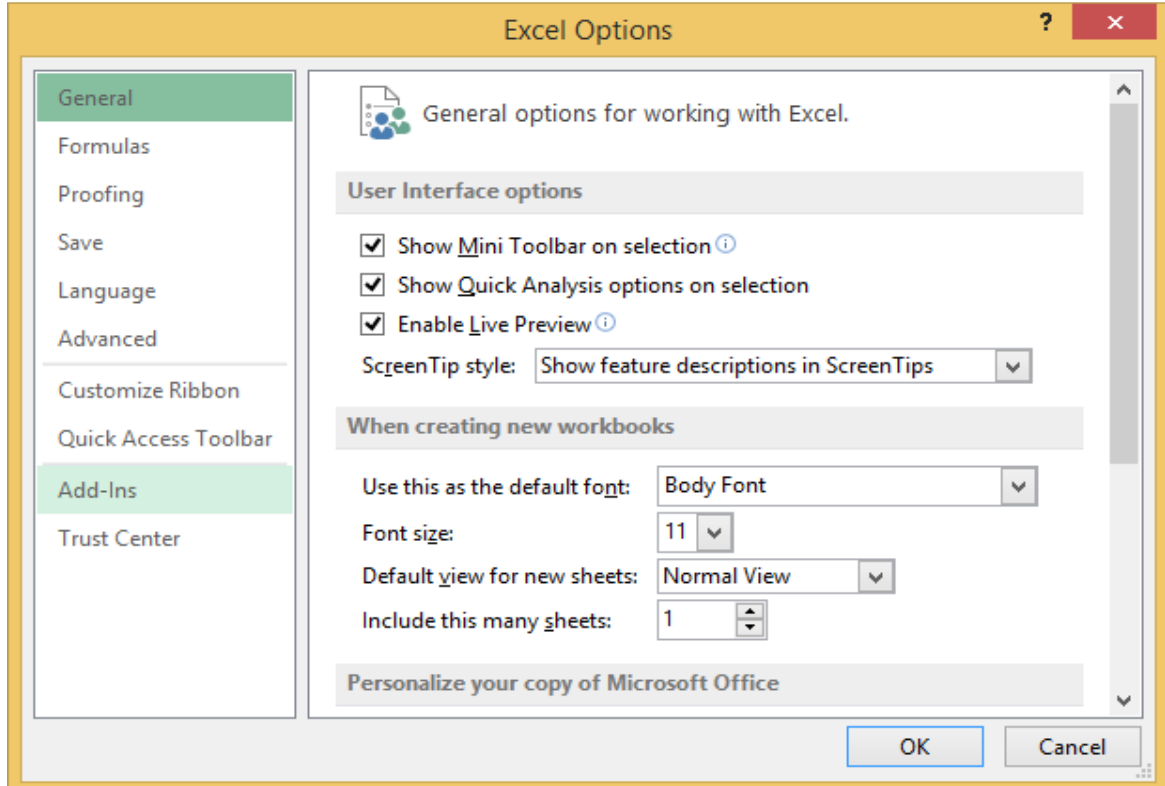 Excel Options
?
General
Formulas
Proofing
Save
Language
Advanced
Customize Ribbon
Quick Access Toolbar
Add-Ins
Trust Center
General options for working with Excel.
User Interface options
Show Mini Toolbar on selection
Show Quick Analysis options on selection
Enable Live Preview
ScreenTip style: Show feature descriptions in ScreenTips
When creating new workbooks
Use this as the default font: Body Font
Font size: 11
Default view for new sheets: Normal View
Include this many sheets: 1
Personalize your copy of Microsoft Office
OK Cancel